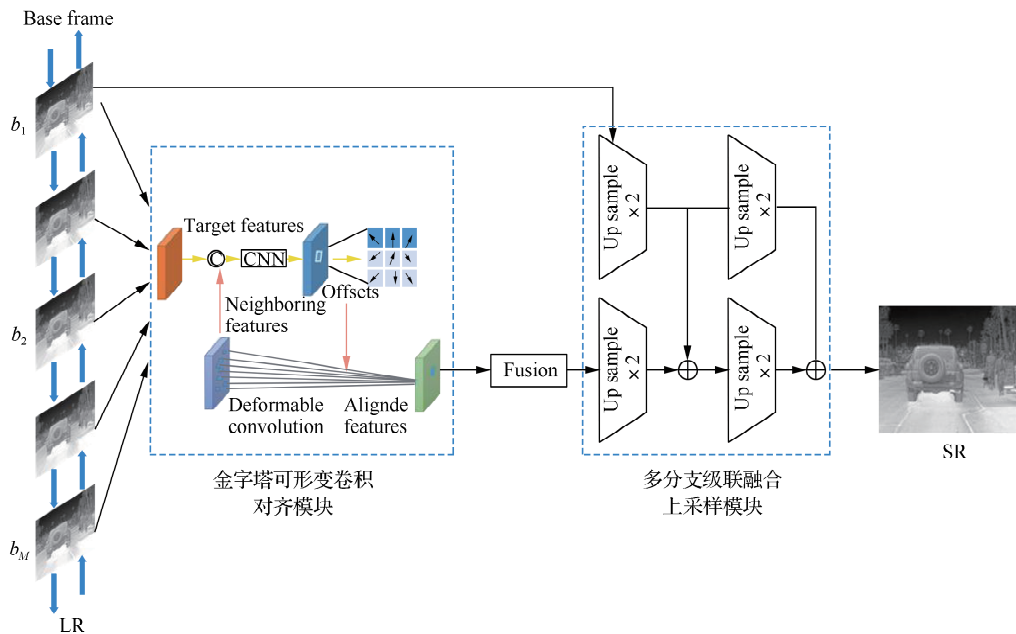 Base frame
b1
b2
bM
LR
Target features
CNN
Neighboring
features
Offsets
Deformable
convolution
Alignde
features
金字塔可形变卷积
对齐模块
Fusion
Up sample
×2
Up sample
×2
Up sample
×2
Up sample
×2
多分支级联融合
上采样模块
SR